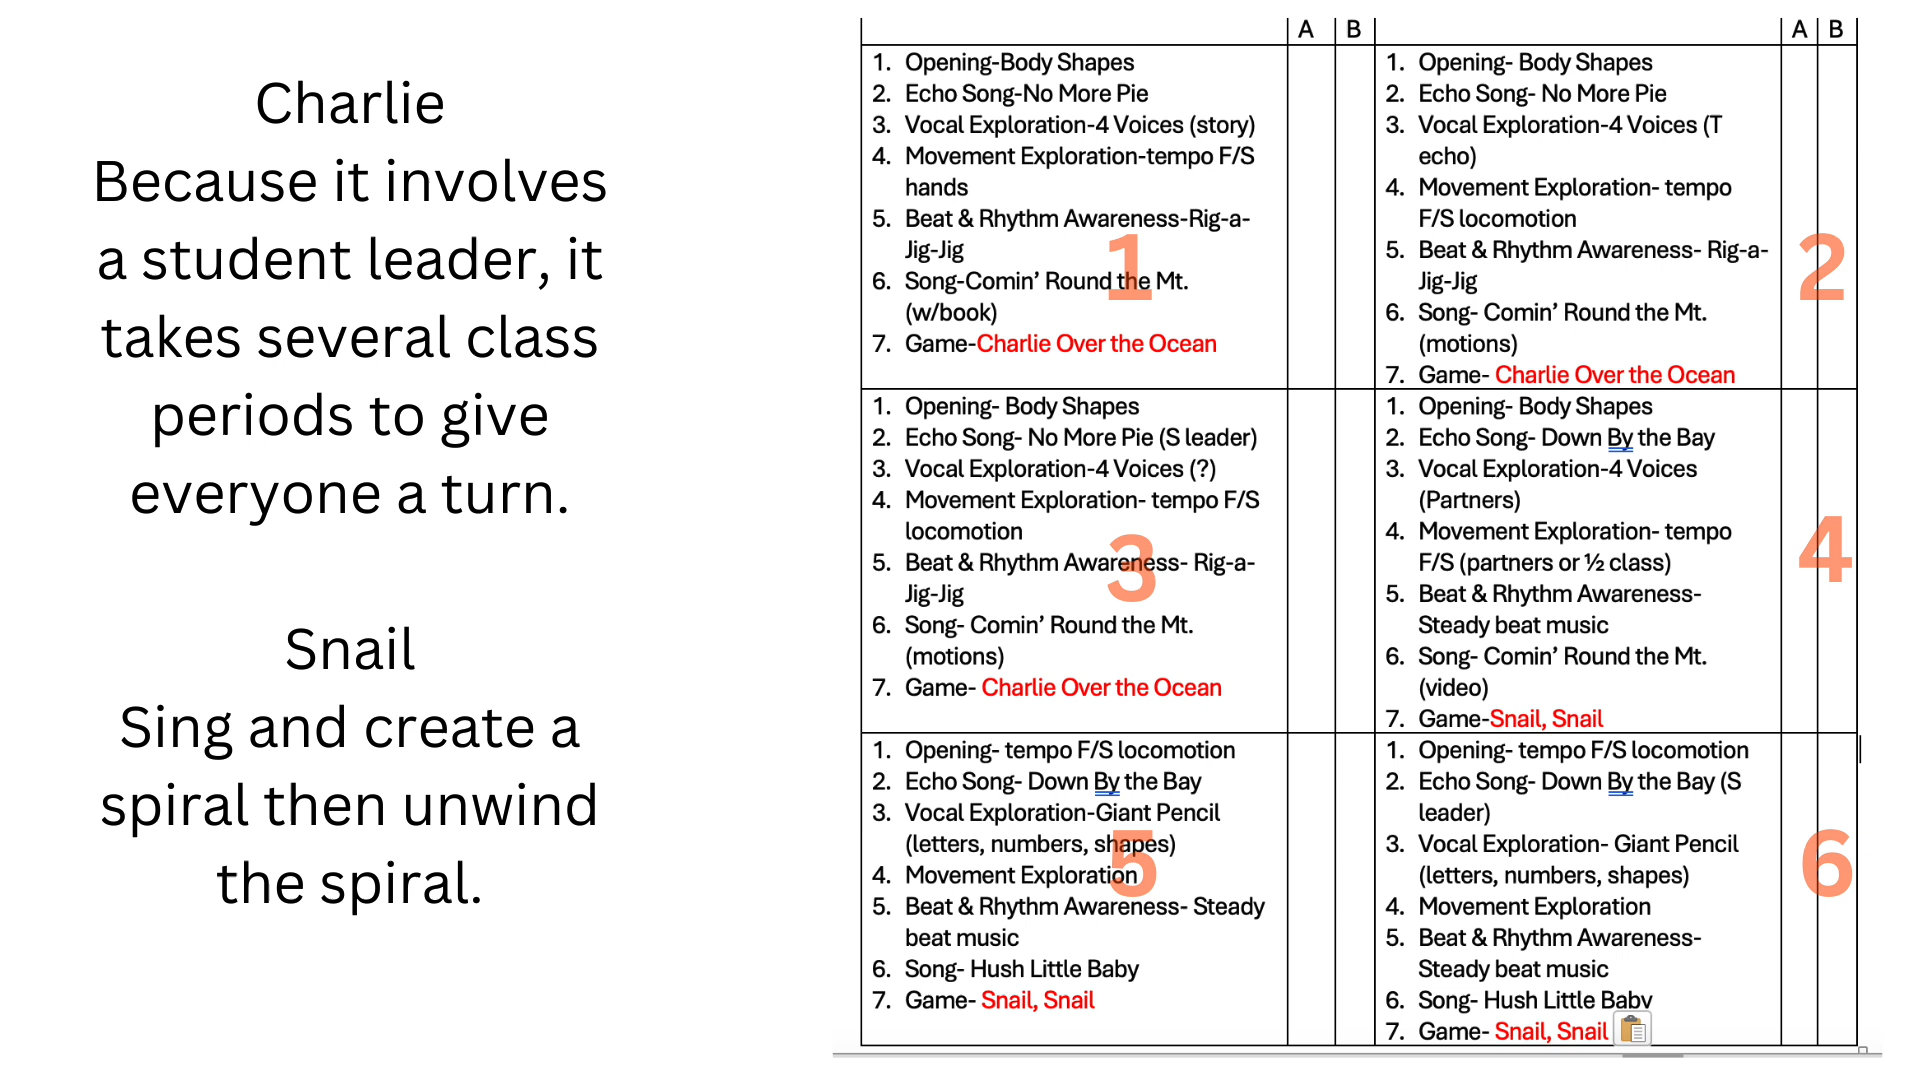 Charlie
Because it involves
a student leader, it
takes several class
periods to give
everyone a turn.
Snail
Sing and create a
spiral then unwind
the spiral.
A B A B
1. Opening-Body Shapes
2. Echo Song-No More Pie
3. Vocal Exploration-4 Voices (story)
4. Movement Exploration-tempo F/S
hands
5. Beat & Rhythm Awareness-Rig-a-
Jig-Jig
6. Song-Comin’ Round the Mt.
(w/book)
7. Game-Charlie Over the Ocean
1
1. Opening- Body Shapes
2. Echo Song- No More Pie
3. Vocal Exploration-4 Voices (T
echo)
4. Movement Exploration- tempo
F/S locomotion
5. Beat & Rhythm Awareness- Rig-a-
Jig-Jig
6. Song- Comin’ Round the Mt.
(motions)
7. Game- Charlie Over the Ocean
2
1. Opening- Body Shapes
2. Echo Song- No More Pie (S leader)
3. Vocal Exploration-4 Voices (?)
4. Movement Exploration- tempo F/S
locomotion
5. Beat & Rhythm Awareness- Rig-a-
Jig-Jig
6. Song- Comin’ Round the Mt.
(motions)
7. Game- Charlie Over the Ocean
3
1. Opening- Body Shapes
2. Echo Song- Down By the Bay
3. Vocal Exploration-4 Voices
(Partners)
4. Movement Exploration- tempo
F/S (partners or ½ class)
5. Beat & Rhythm Awareness-
Steady beat music
6. Song- Comin’ Round the Mt.
(video)
7. Game-Snail, Snail
4
1. Opening- tempo F/S locomotion
2. Echo Song- Down By the Bay
3. Vocal Exploration-Giant Pencil
(letters, numbers, shapes)
4. Movement Exploration
5. Beat & Rhythm Awareness- Steady
beat music
6. Song- Hush Little Baby
7. Game- Snail, Snail
5
1. Opening- tempo F/S locomotion
2. Echo Song- Down By the Bay (S
leader)
3. Vocal Exploration- Giant Pencil
(letters, numbers, shapes)
4. Movement Exploration
5. Beat & Rhythm Awareness-
Steady beat music
6. Song- Hush Little Baby
7. Game- Snail, Snail
6